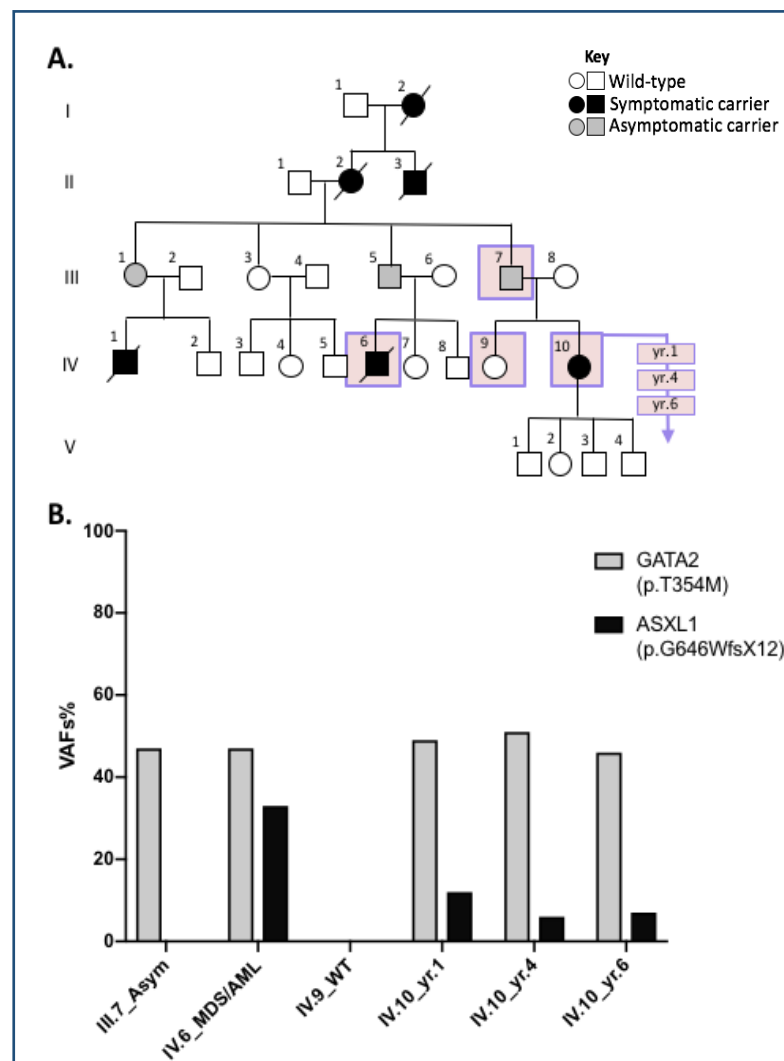 A.
Key
Wild-type
Symptomatic carrier
Asymptomatic carrier
I
1 2
II
1 2 3
III
1 2 3 4 5 6 7 8
IV
1 2 3 4 5 6 7 8 9 10
yr.1
yr.4
yr.6
V
1 2 3 4
B.
GATA2
(p.T354M)
ASXL1
(p.G646WfsX12)
VAFs%
100
80
60
40
20
0
III.7_Asym
IV.6_MDS/AML
IV.9_WT
IV.10_yr.1
IV.10_yr.4
IV.10_yr.6